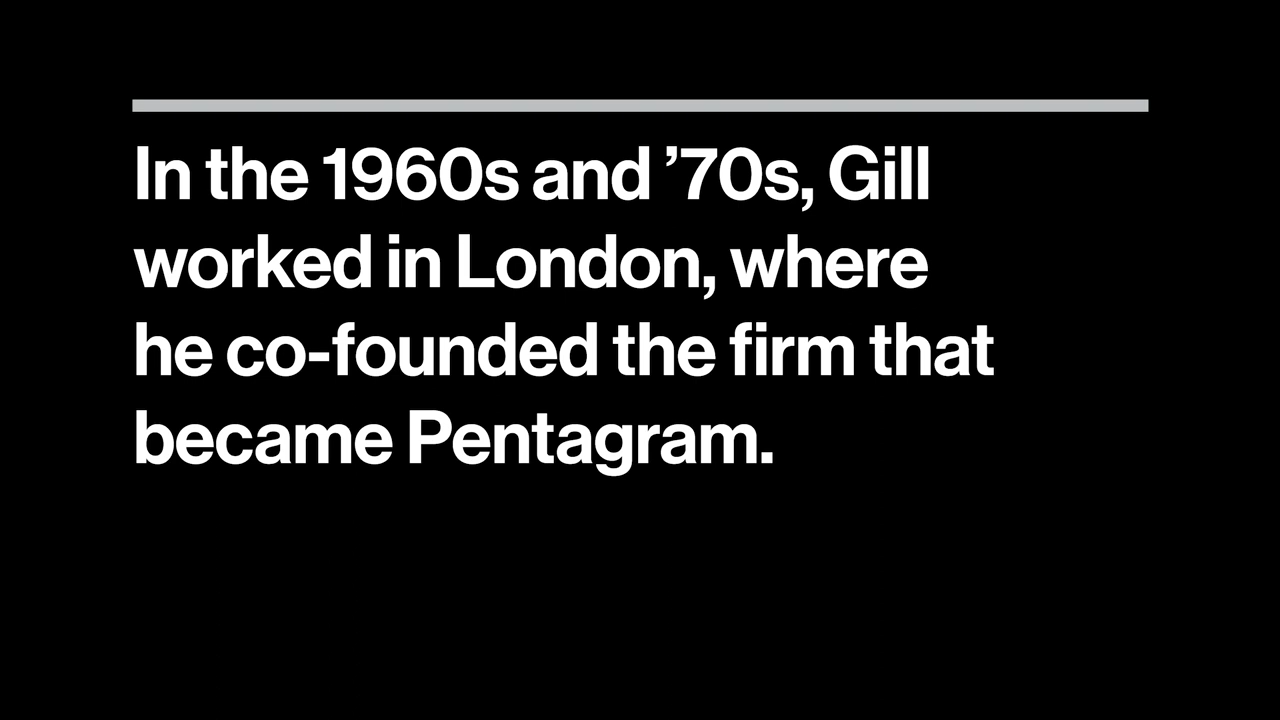 In the 1960s and ’70s, Gill
worked in London, where
he co-founded the firm that
became Pentagram.